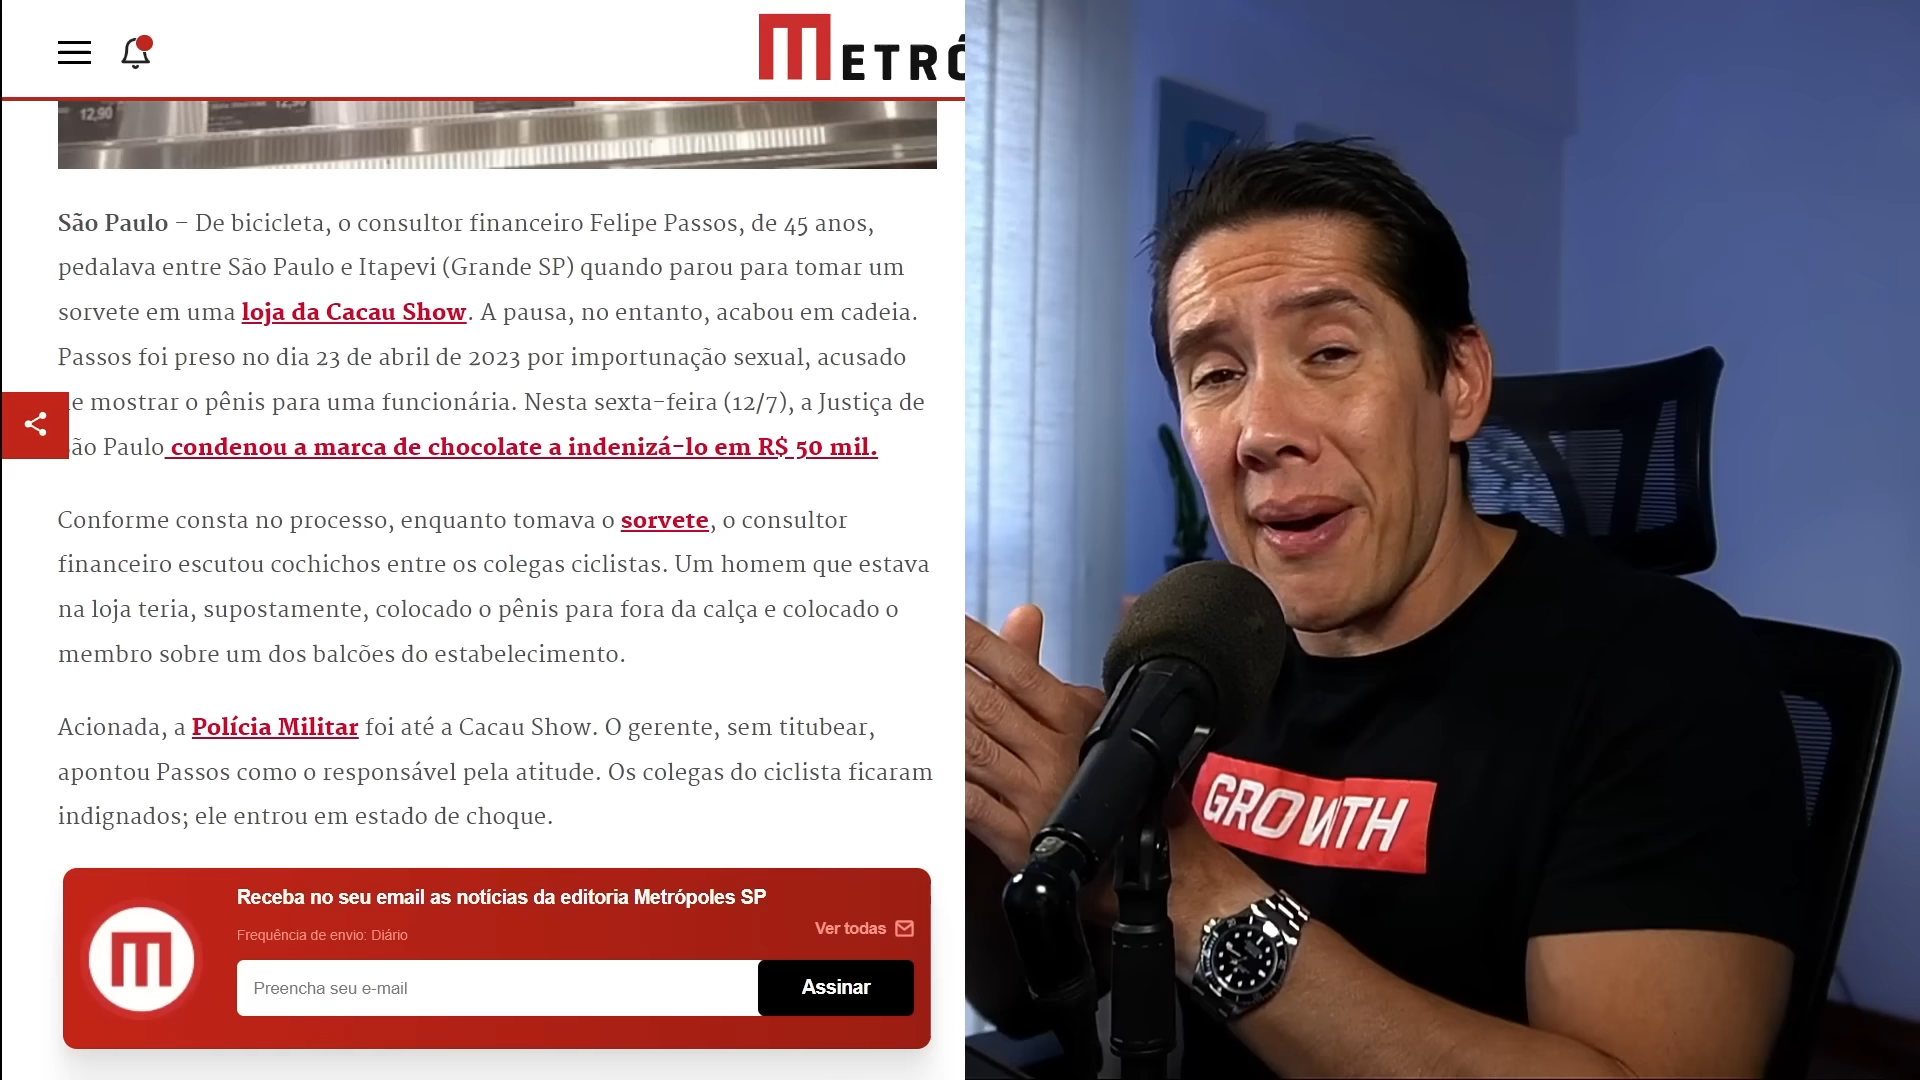 METRÓ
12,90
12,90
São Paulo – De bicicleta, o consultor financeiro Felipe Passos, de 45 anos,
pedalava entre São Paulo e Itapevi (Grande SP) quando parou para tomar um
sorvete em uma loja da Cacau Show. A pausa, no entanto, acabou em cadeia.
Passos foi preso no dia 23 de abril de 2023 por importunação sexual, acusado
e mostrar o pênis para uma funcionária. Nesta sexta-feira (12/7), a Justiça de
ão Paulo condenou a marca de chocolate a indenizá-lo em R$ 50 mil.
Conforme consta no processo, enquanto tomava o sorvete, o consultor
financeiro escutou cochichos entre os colegas ciclistas. Um homem que estava
na loja teria, supostamente, colocado o pênis para fora da calça e colocado o
membro sobre um dos balcões do estabelecimento.
Acionada, a Polícia Militar foi até a Cacau Show. O gerente, sem titubear,
apontou Passos como o responsável pela atitude. Os colegas do ciclista ficaram
indignados; ele entrou em estado de choque.
Receba no seu email as notícias da editoria Metrópoles SP
Frequência de envio: Diário
Ver todas
Preencha seu e-mail
Assinar
GROWTH